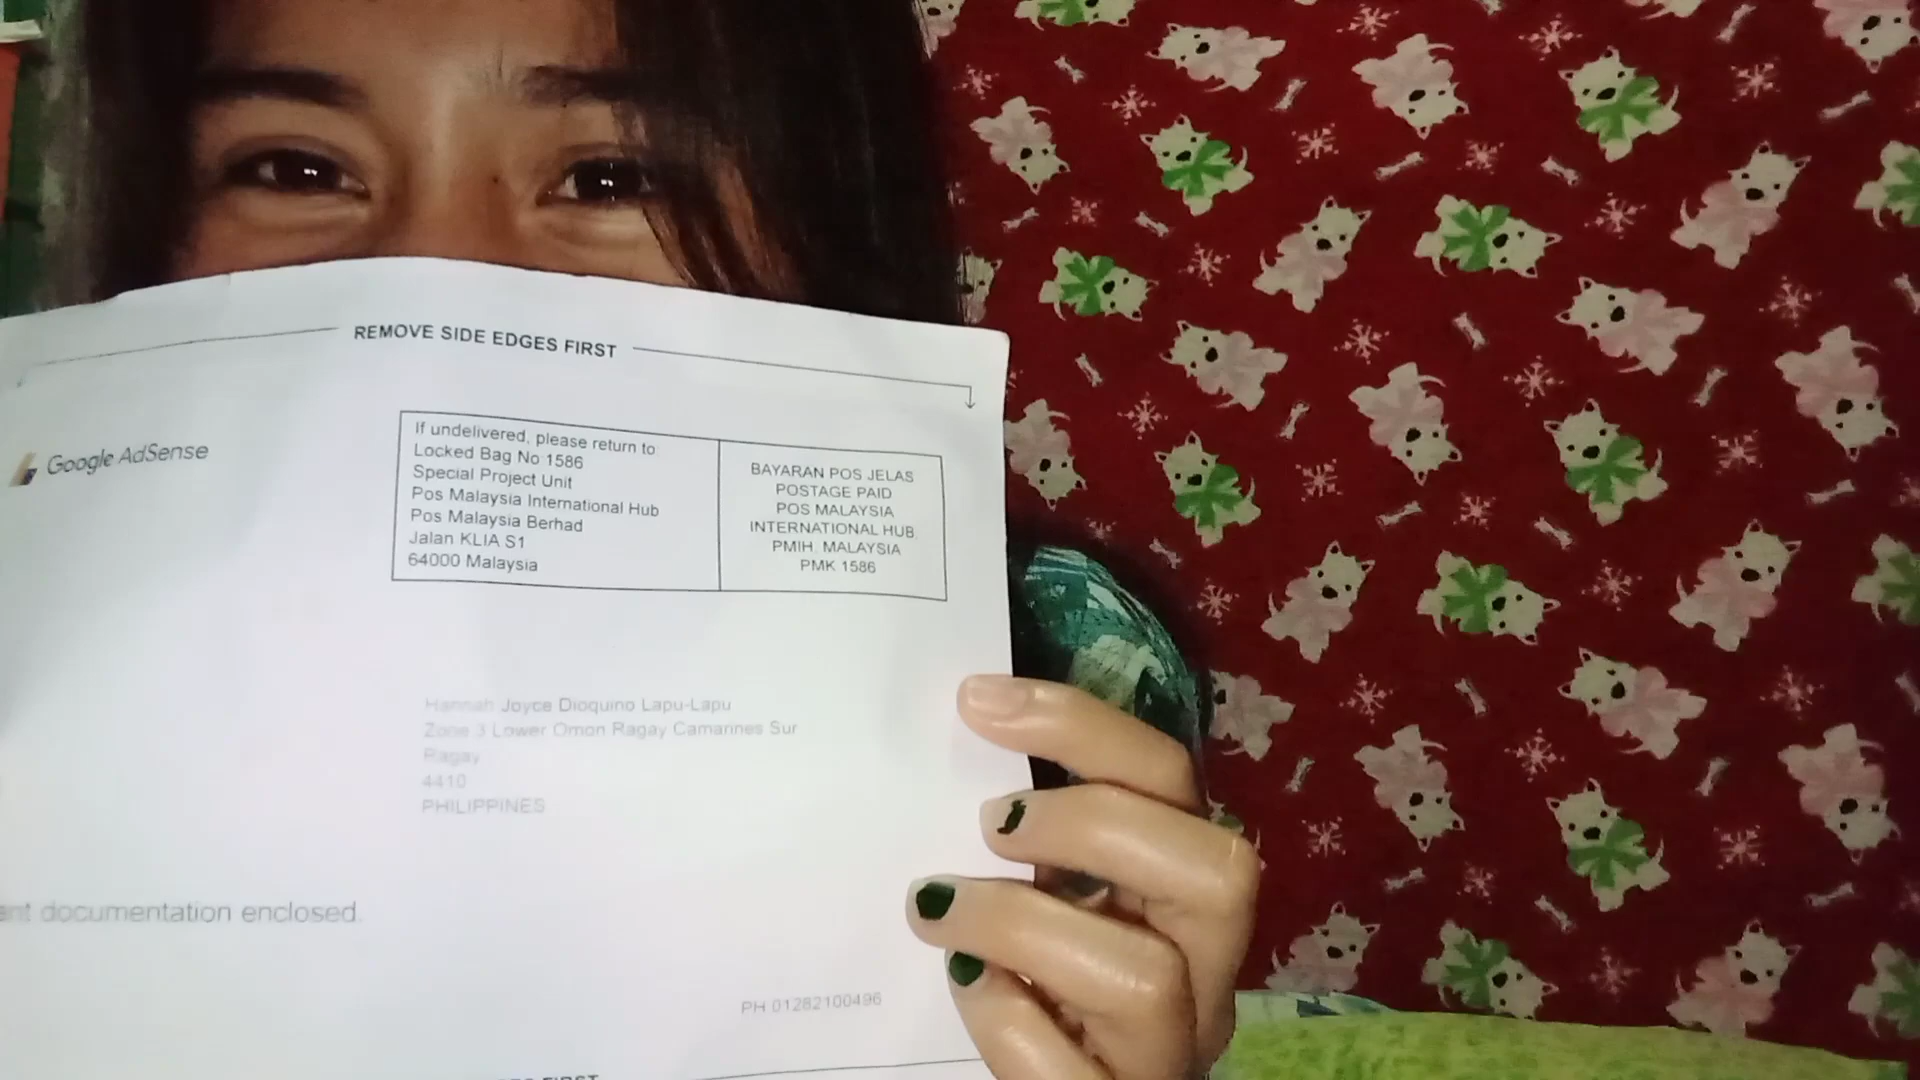 REMOVE SIDE EDGES FIRST
Google AdSense
If undelivered, please return to:
Locked Bag No 1586
Special Project Unit
Pos Malaysia International Hub
Pos Malaysia Berhad
Jalan KLIA S1
64000 Malaysia
BAYARAN POS JELAS
POSTAGE PAID
POS MALAYSIA
INTERNATIONAL HUB
PMIH, MALAYSIA
PMK 1586
Hannah Joyce Dioquino Lapu-Lapu
Zone 3 Lower Omon Ragay Camarines Sur
Ragay
4410
PHILIPPINES
documentation enclosed.
PH 01282100496
FIRST